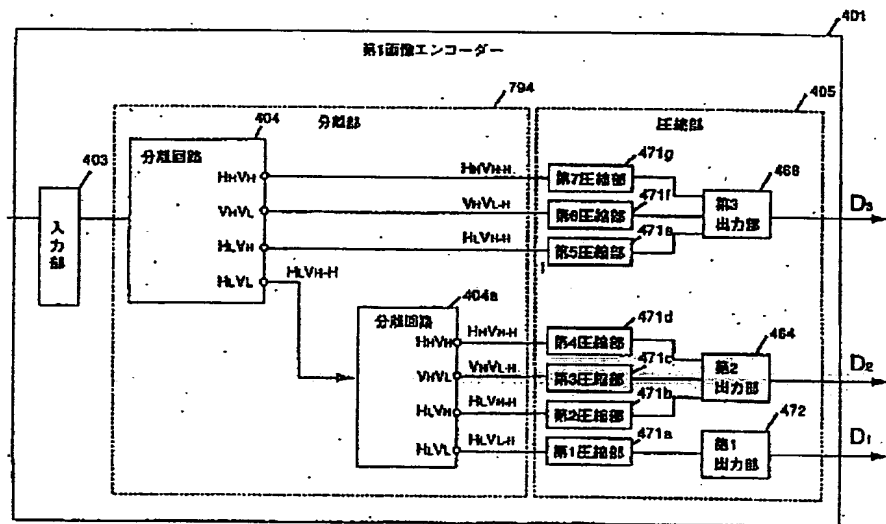 401
第1画像エンコーダー
794
405
分離部
圧縮部
403
入力部
404
分離回路
HHVH
VHVL
HLVH
HLVL
HHVH-H
VHVL-H
HLVH-H
HLVH-H
471g
第7圧縮部
471f
第6圧縮部
471e
第5圧縮部
468
第3
出力部
D3
404a
分離回路
HHVH
VHVL
HLVH
HLVL
HHVH-H
VHVL-H
HLVH-H
HLVL-H
471d
第4圧縮部
471c
第3圧縮部
471b
第2圧縮部
471a
第1圧縮部
464
第2
出力部
D2
472
第1
出力部
D1